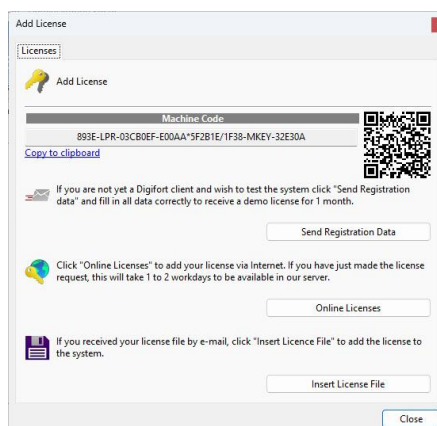 Add License
Licenses
Add License
Machine Code
893E-LPR-03CB0EF-E00AA*5F2B1E/1F38-MKEY-32E30A
Copy to clipboard
If you are not yet a Digifort client and wish to test the system click "Send Registration
data" and fill in all data correctly to receive a demo license for 1 month.
Send Registration Data
Click "Online Licenses" to add your license via Internet. If you have just made the license
request, this will take 1 to 2 workdays to be available in our server.
Online Licenses
If you received your license file by e-mail, click "Insert Licence File" to add the license to
the system.
Insert License File
Close